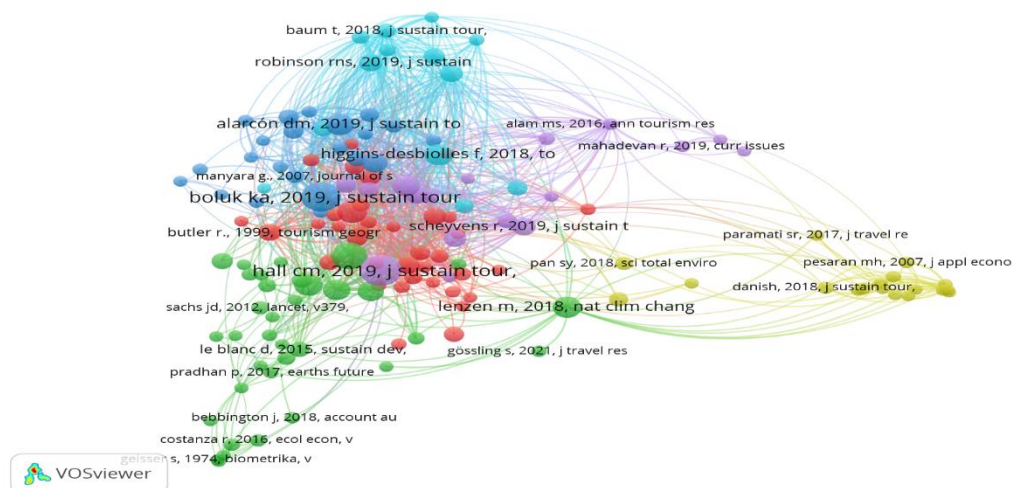 baum t, 2018, j sustain tour,
robinson rns, 2019, j sustain
alarcón dm, 2019, j sustain to
alam ms, 2016, ann tourism res
mahadevan r, 2019, curr issues
higgins-desbiolles f, 2018, to
manyara g., 2007, journal of s
boluk ka, 2019, j sustain tour
scheyvens r, 2019, j sustain t
butler r., 1999, tourism geogr
paramati sr, 2017, j travel re
pan sy, 2018, sci total enviro
pesaran mh, 2007, j appl econo
hall cm, 2019, j sustain tour,
danish, 2018, j sustain tour,
sachs jd, 2012, lancet, v379,
lenzen m, 2018, nat clim chang
le blanc d, 2015, sustain dev,
gössling s, 2021, j travel res
pradhan p, 2017, earths future
bebbington j, 2018, account au
costanza r, 2016, ecol econ, v
geisser s, 1974, biometrika, v
VOSviewer